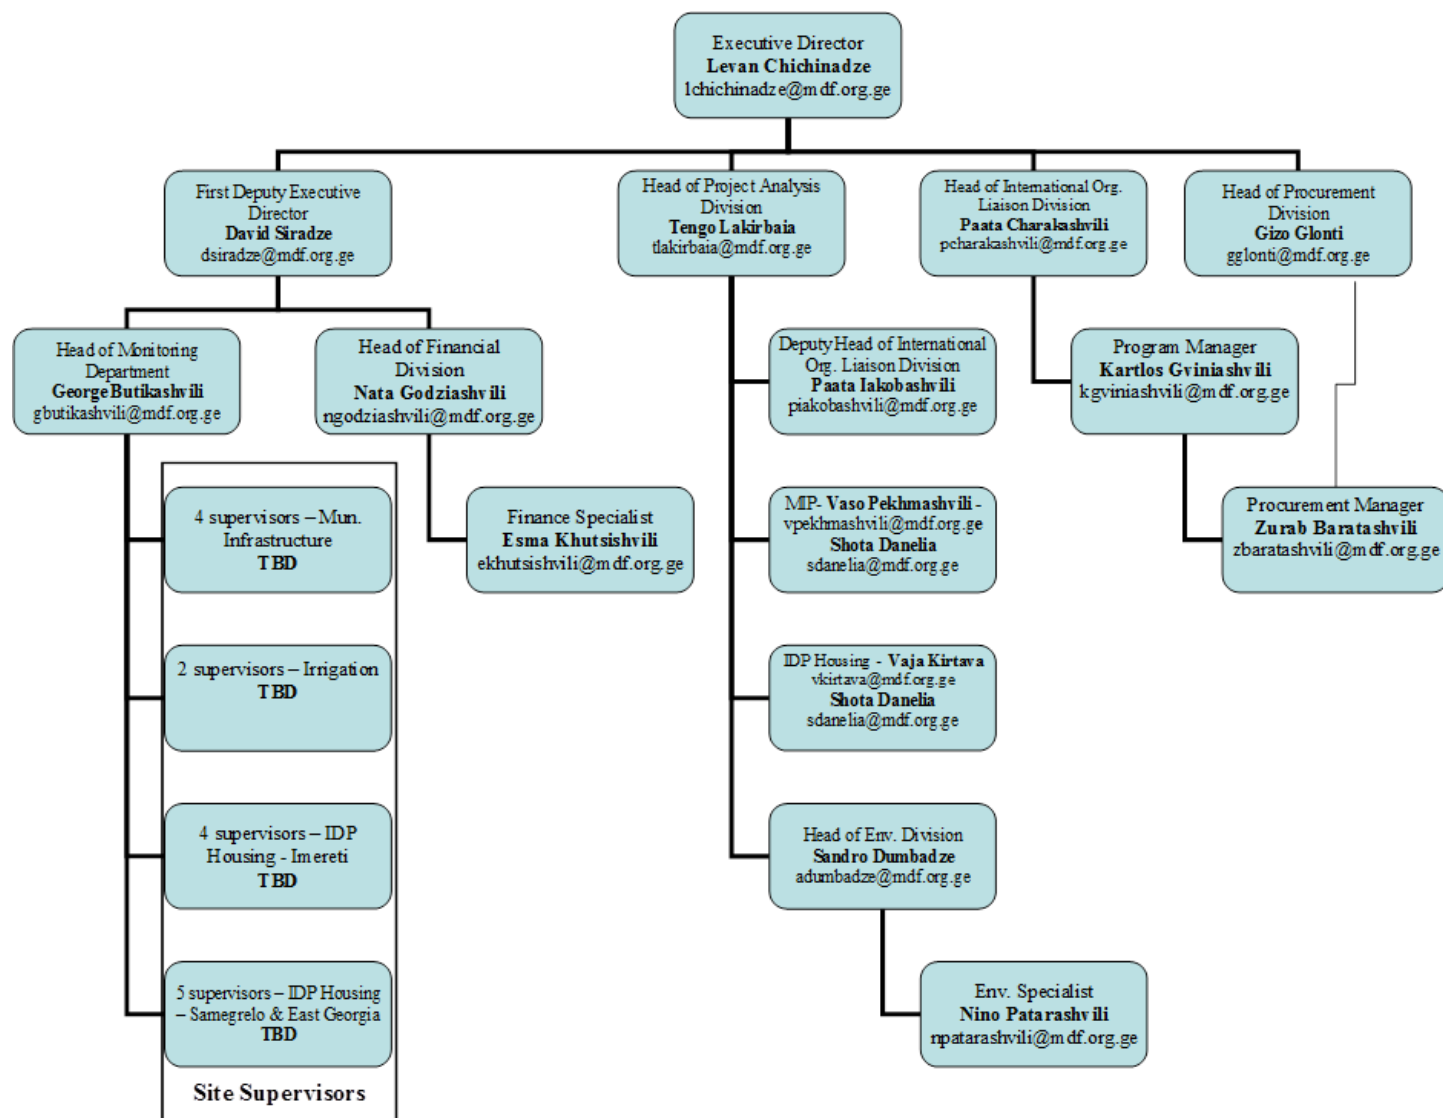 Executive Director
Levan Chichinadze
lchichinadze@mdf.org.ge
First Deputy Executive
Director
David Siradze
dsiradze@mdf.org.ge
Head of Project Analysis
Division
Tengo Lakirbaia
tlakirbaia@mdf.org.ge
Head of International Org.
Liaison Division
Paata Charakashvili
pcharakashvili@mdf.org.ge
Head of Procurement
Division
Gizo Glonti
gglonti@mdf.org.ge
Head of Monitoring
Department
George Butikashvili
gbutikashvili@mdf.org.ge
Head of Financial
Division
Nata Godziashvili
ngodziashvili@mdf.org.ge
Deputy Head of International
Org. Liaison Division
Paata Iakobashvili
piakobashvili@mdf.org.ge
Program Manager
Kartlos Gviniashvili
kgviniashvili@mdf.org.ge
4 supervisors – Mun.
Infrastructure
TBD
Finance Specialist
Esma Khutsishvili
ekhutsishvili@mdf.org.ge
MIP- Vaso Pekhmashvili -
vpekhmashvili@mdf.org.ge
Shota Danelia
sdanelia@mdf.org.ge
Procurement Manager
Zurab Baratashvili
zbaratashvili@mdf.org.ge
2 supervisors – Irrigation
TBD
IDP Housing - Vaja Kirtava
vkirtava@mdf.org.ge
Shota Danelia
sdanelia@mdf.org.ge
4 supervisors – IDP
Housing - Imereti
TBD
Head of Env. Division
Sandro Dumbadze
adumbadze@mdf.org.ge
5 supervisors – IDP Housing
– Samegrelo & East Georgia
TBD
Env. Specialist
Nino Patarashvili
npatarashvili@mdf.org.ge
Site Supervisors